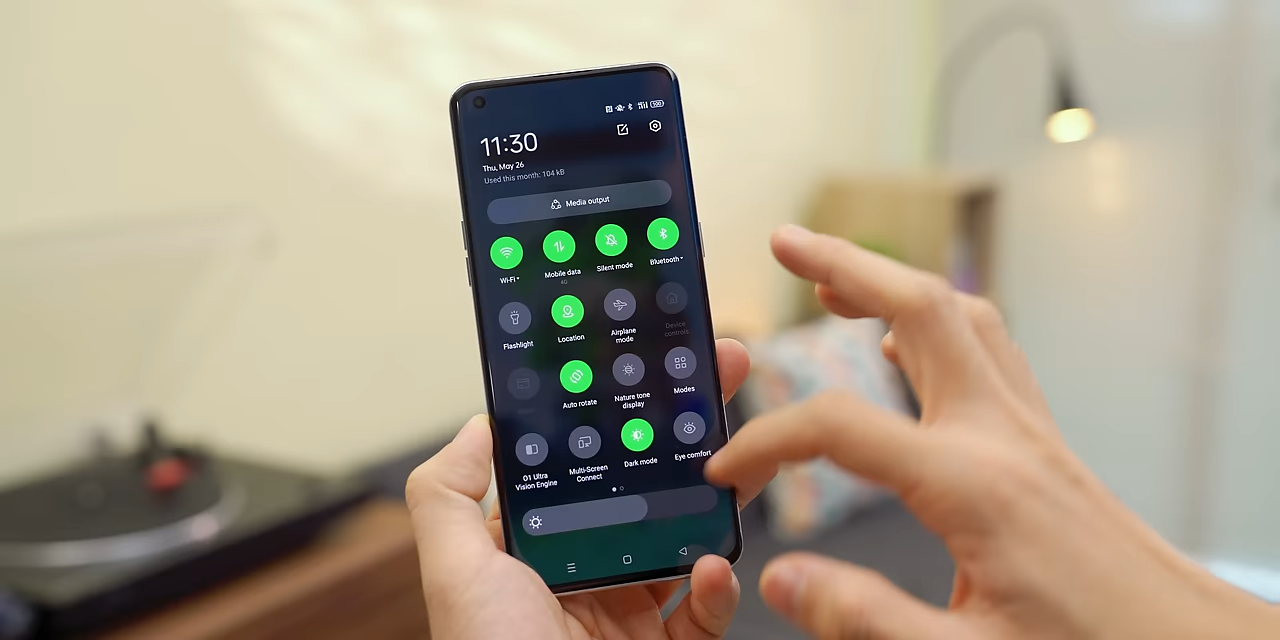 100
11:30
Thu, May 26
Used this month: 104 kB
Media output
Wi-Fi
Mobile data
4G
Silent mode
Bluetooth
Flashlight
Location
Airplane
mode
Device
controls
Auto rotate
Nature tone
display
Modes
O1 Ultra
Vision Engine
Multi-Screen
Connect
Dark mode
Eye comfort